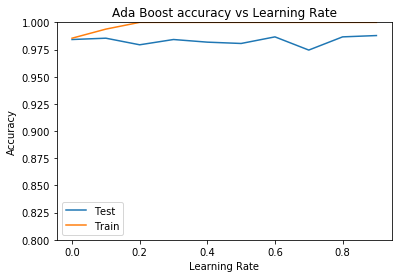 Ada Boost accuracy vs Learning Rate
1.000
0.975
0.950
0.925
0.900
0.875
0.850
0.825
0.800
Accuracy
Test
Train
0.0 0.2 0.4 0.6 0.8
Learning Rate